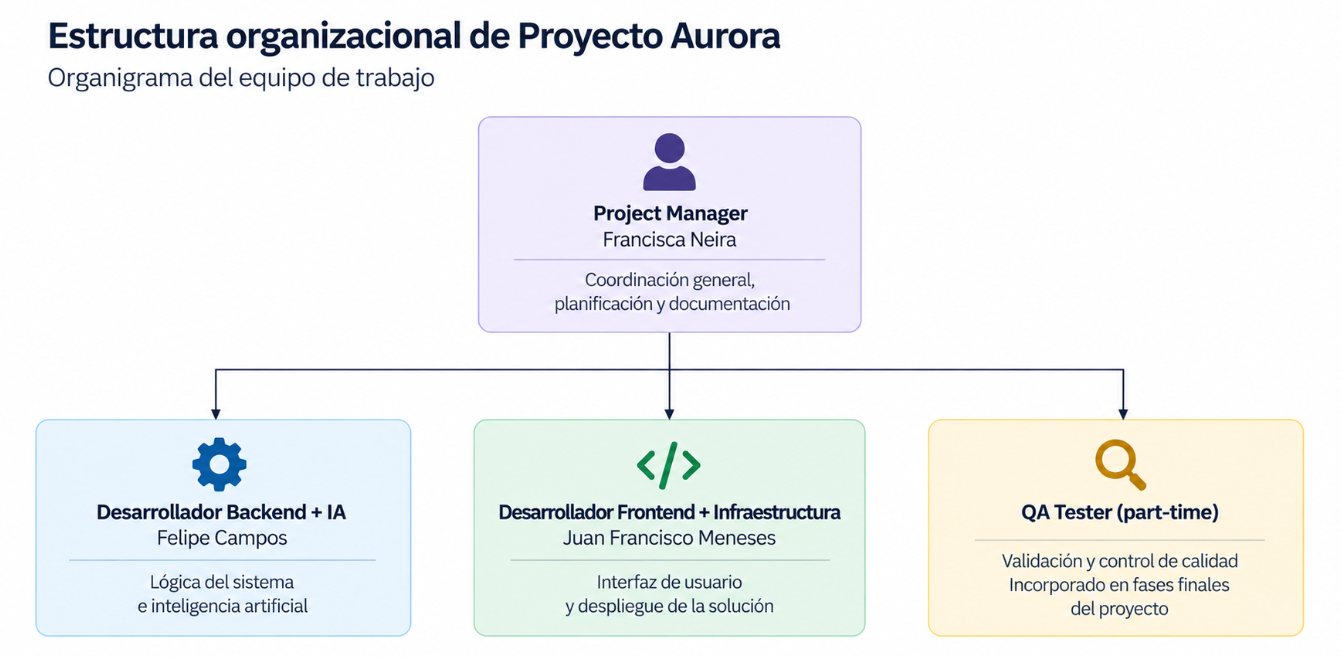 Estructura organizacional de Proyecto Aurora
Organigrama del equipo de trabajo
Project Manager
Francisca Neira
Coordinación general,
planificación y documentación
Desarrollador Backend + IA
Felipe Campos
Lógica del sistema
e inteligencia artificial
Desarrollador Frontend + Infraestructura
Juan Francisco Meneses
Interfaz de usuario
y despliegue de la solución
QA Tester (part-time)
Validación y control de calidad
Incorporado en fases finales
del proyecto